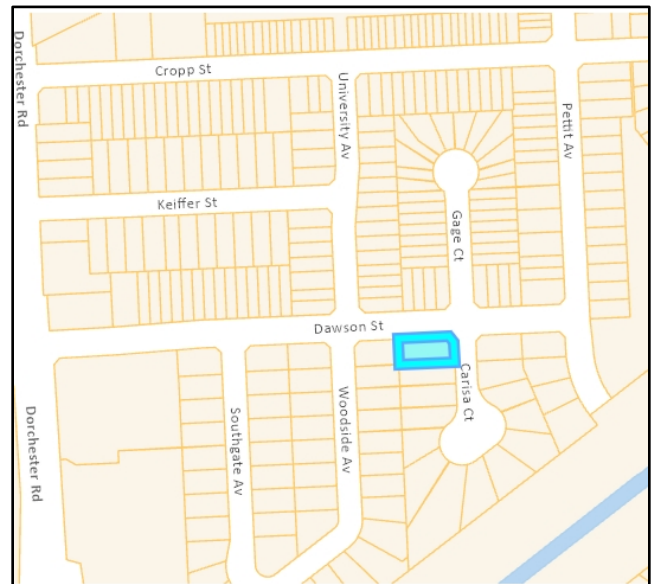 Dorchester Rd
Cropp St
University Av
Pettit Av
Keiffer St
Gage Ct
Dawson St
Carisa Ct
Woodside Av
Southgate Av
Dorchester Rd